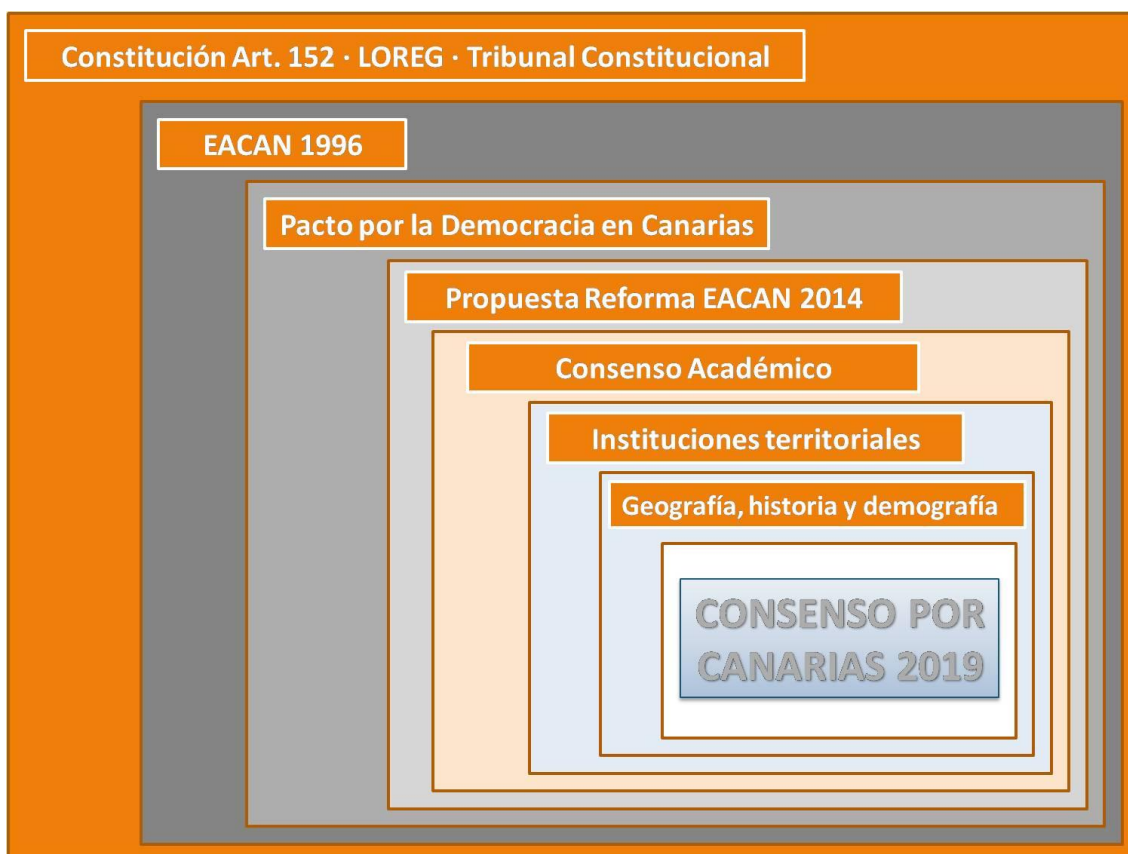 Constitución Art. 152 · LOREG · Tribunal Constitucional
EACAN 1996
Pacto por la Democracia en Canarias
Propuesta Reforma EACAN 2014
Consenso Académico
Instituciones territoriales
Geografía, historia y demografía
CONSENSO POR
CANARIAS 2019